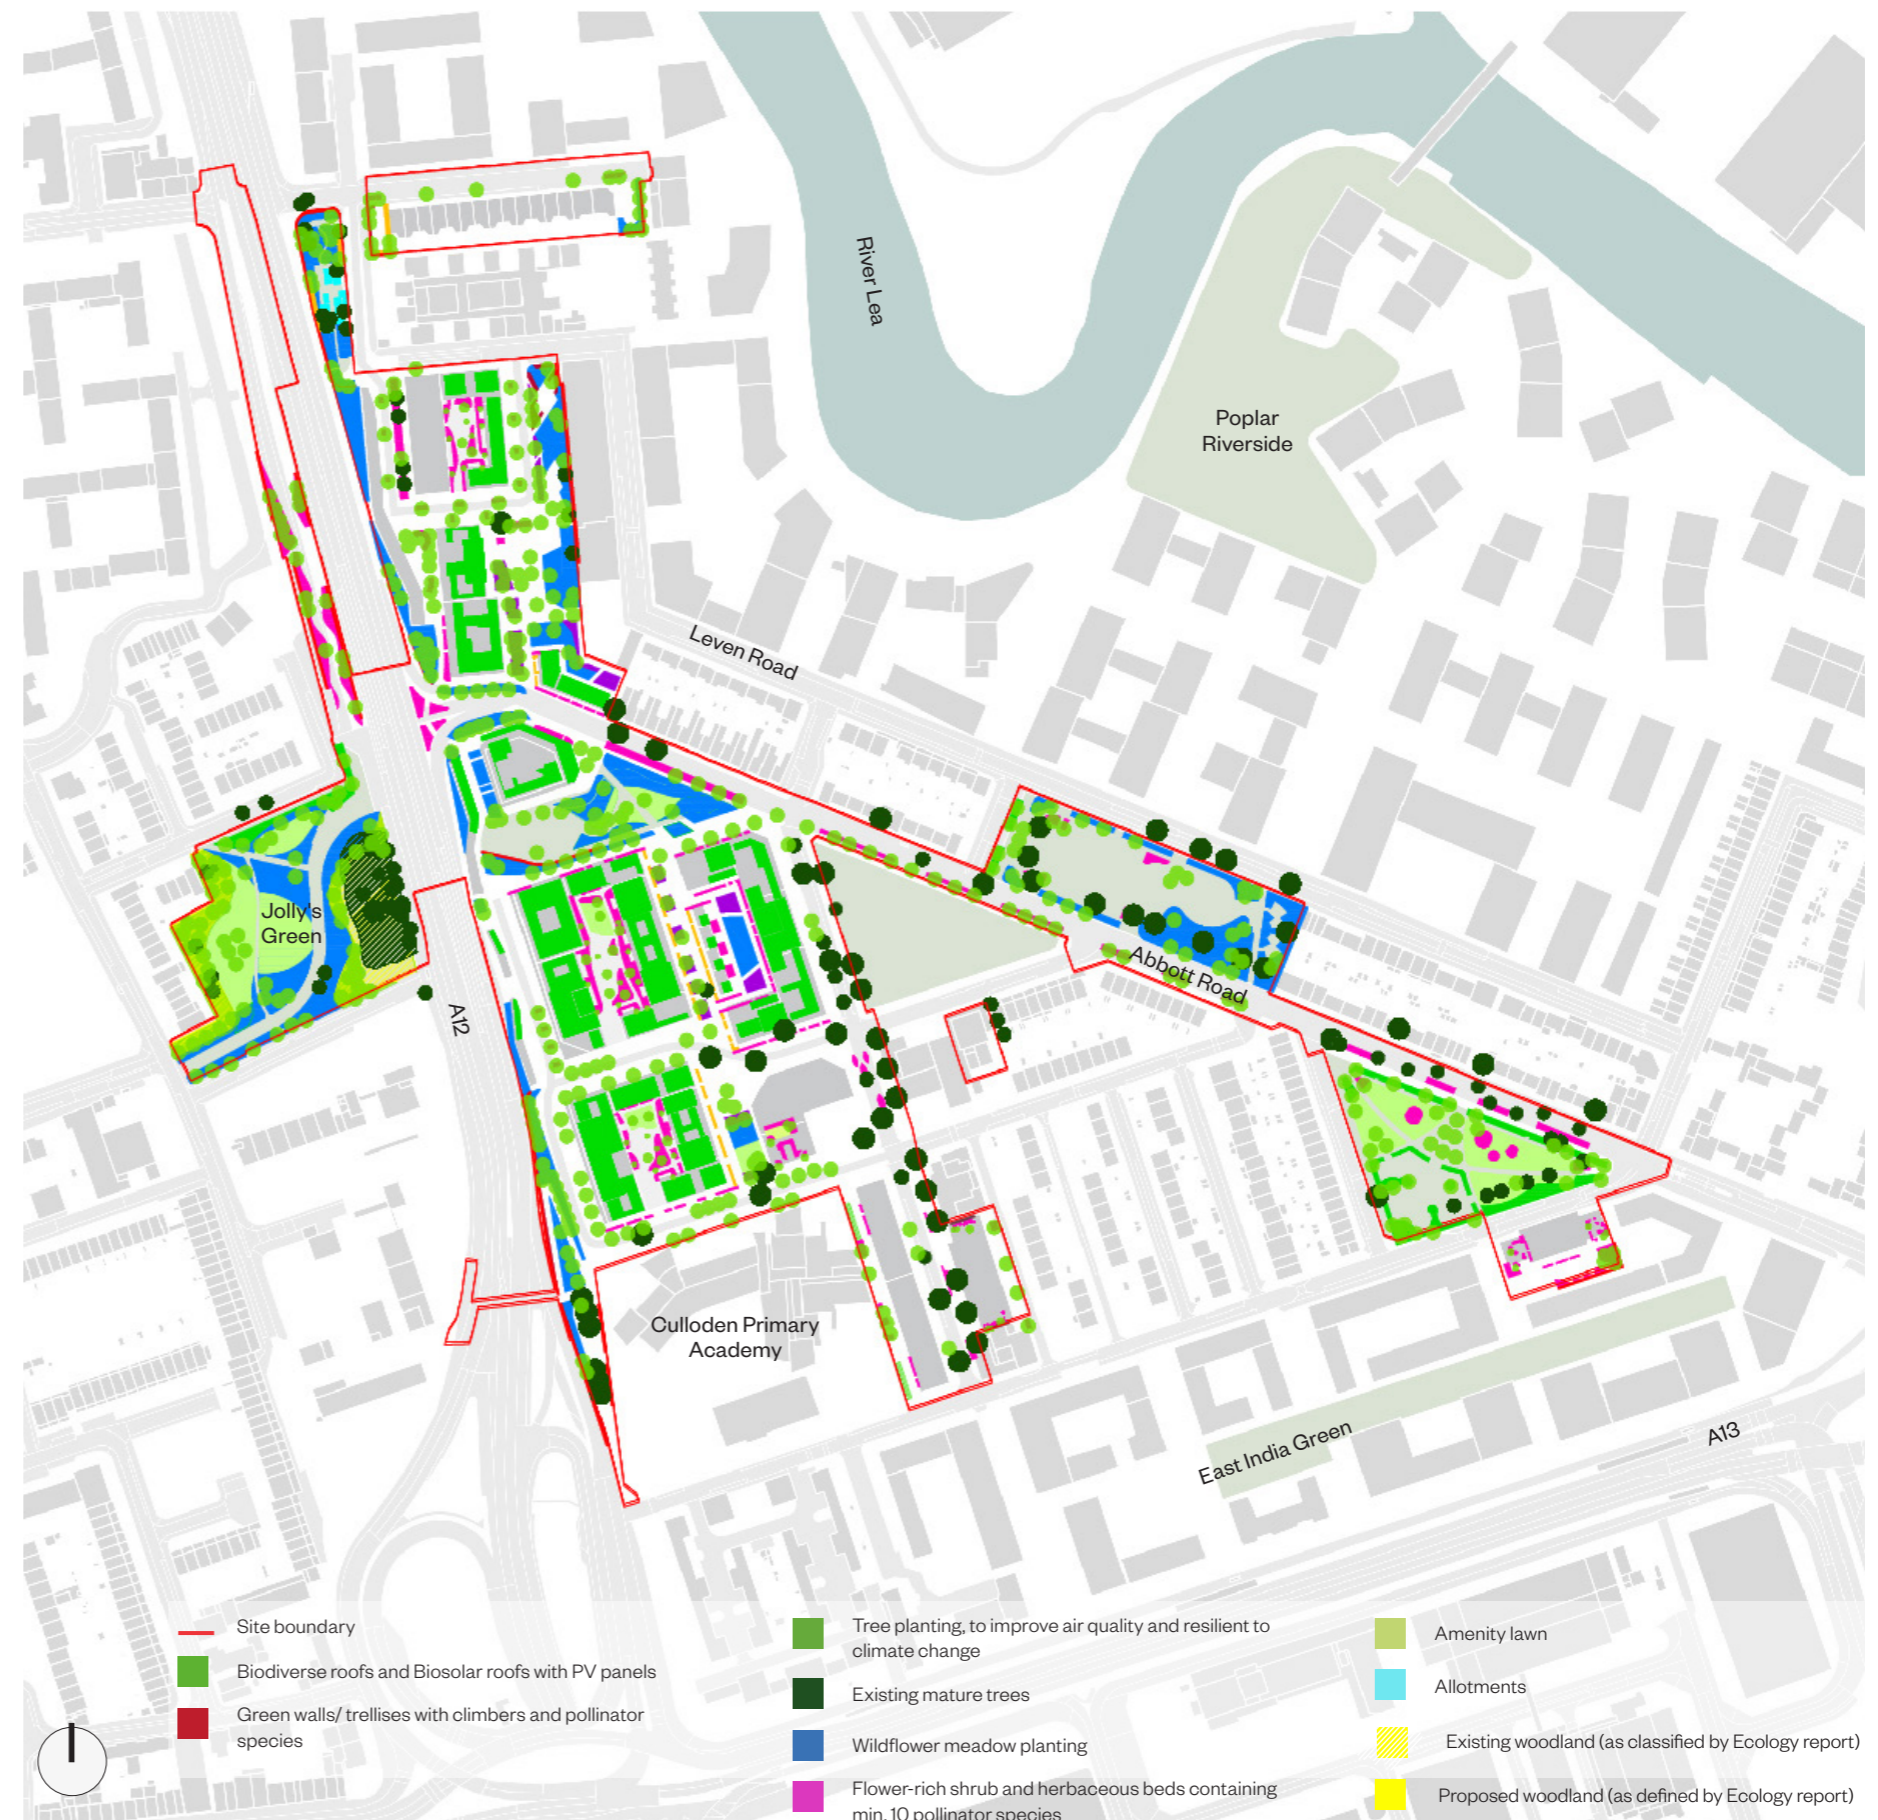 River Lea
Poplar
Riverside
Leven Road
Jolly's
Green
Abbott Road
A12
Culloden Primary
Academy
East India Green
A13
Site boundary
Biodiverse roofs and Biosolar roofs with PV panels
Green walls/ trellises with climbers and pollinator
species
Tree planting, to improve air quality and resilient to
climate change
Existing mature trees
Wildflower meadow planting
Flower-rich shrub and herbaceous beds containing
min. 10 pollinator species
Amenity lawn
Allotments
Existing woodland (as classified by Ecology report)
Proposed woodland (as defined by Ecology report)